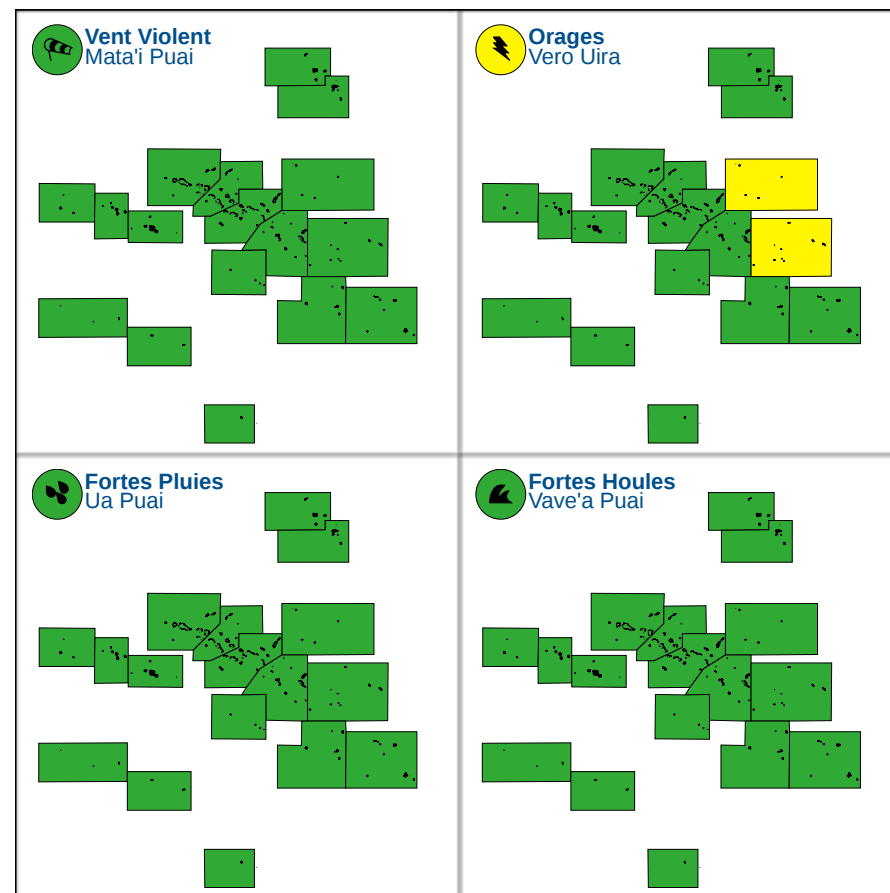 Vent Violent
Mata'i Puai
Orages
Vero Uira
Fortes Pluies
Ua Puai
Fortes Houles
Vave'a Puai